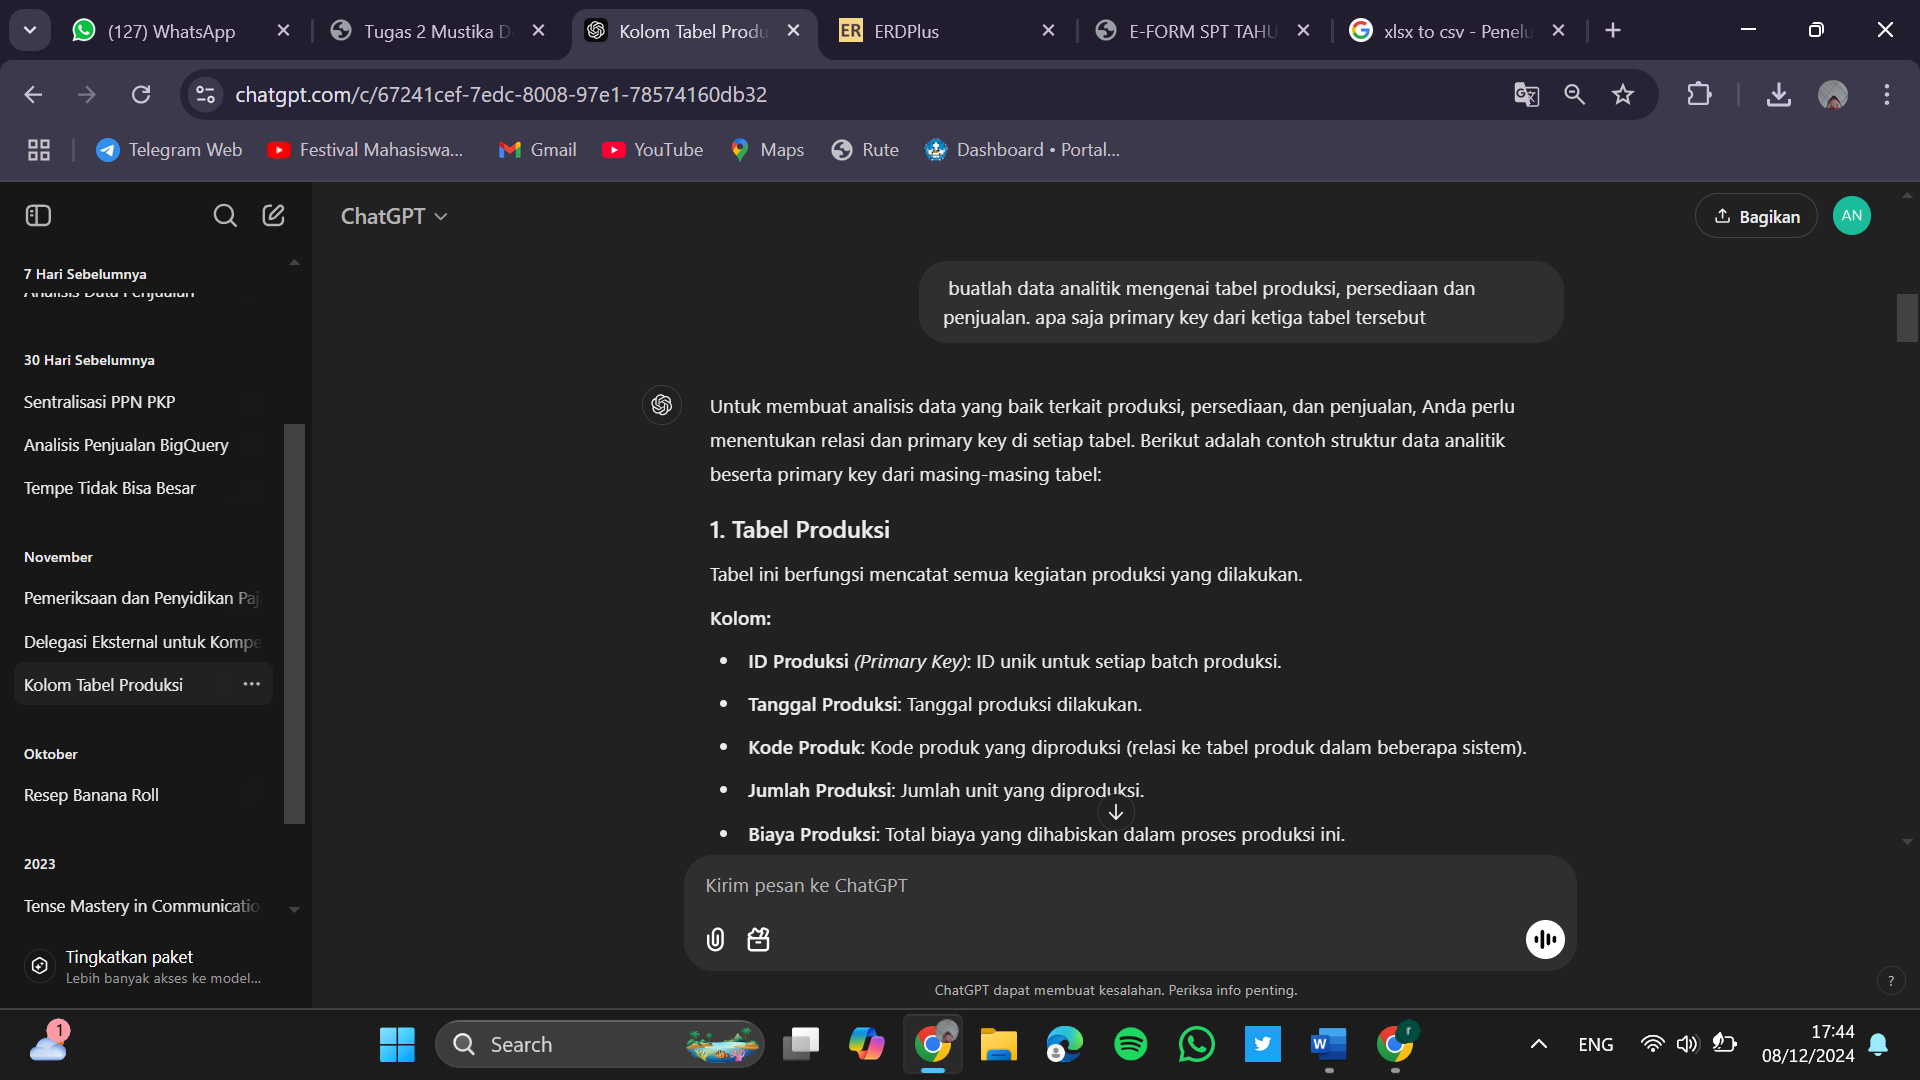 (127) WhatsApp
Tugas 2 Mustika D
Kolom Tabel Produ
ER ERDPlus
E-FORM SPT TAHU
xlsx to csv - Penelu
chatgpt.com/c/67241cef-7edc-8008-97e1-78574160db32
Telegram Web
Festival Mahasiswa...
Gmail
YouTube
Maps
Rute
Dashboard • Portal...
ChatGPT
Bagikan
AN
7 Hari Sebelumnya
Analisis Data Penjualan
30 Hari Sebelumnya
Sentralisasi PPN PKP
Analisis Penjualan BigQuery
Tempe Tidak Bisa Besar
November
Pemeriksaan dan Penyidikan Paj
Delegasi Eksternal untuk Kompe
Kolom Tabel Produksi
Oktober
Resep Banana Roll
2023
Tense Mastery in Communicatio
Tingkatkan paket
Lebih banyak akses ke model...
buatlah data analitik mengenai tabel produksi, persediaan dan
penjualan. apa saja primary key dari ketiga tabel tersebut
Untuk membuat analisis data yang baik terkait produksi, persediaan, dan penjualan, Anda perlu
menentukan relasi dan primary key di setiap tabel. Berikut adalah contoh struktur data analitik
beserta primary key dari masing-masing tabel:
1. Tabel Produksi
Tabel ini berfungsi mencatat semua kegiatan produksi yang dilakukan.
Kolom:
• ID Produksi (Primary Key): ID unik untuk setiap batch produksi.
• Tanggal Produksi: Tanggal produksi dilakukan.
• Kode Produk: Kode produk yang diproduksi (relasi ke tabel produk dalam beberapa sistem).
• Jumlah Produksi: Jumlah unit yang diproduksi.
• Biaya Produksi: Total biaya yang dihabiskan dalam proses produksi ini.
Kirim pesan ke ChatGPT
ChatGPT dapat membuat kesalahan. Periksa info penting.
?
1
Search
W
r
ENG
17:44
08/12/2024